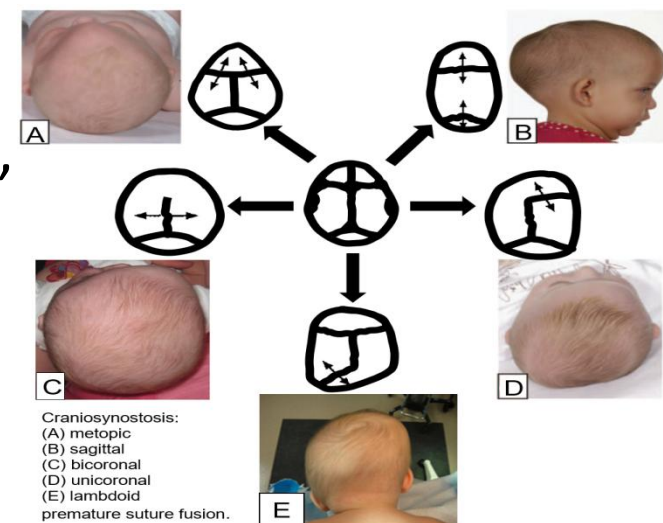 A
B
,
C
D
E
Craniosynostosis:
(A) metopic
(B) sagittal
(C) bicoronal
(D) unicoronal
(E) lambdoid
premature suture fusion.